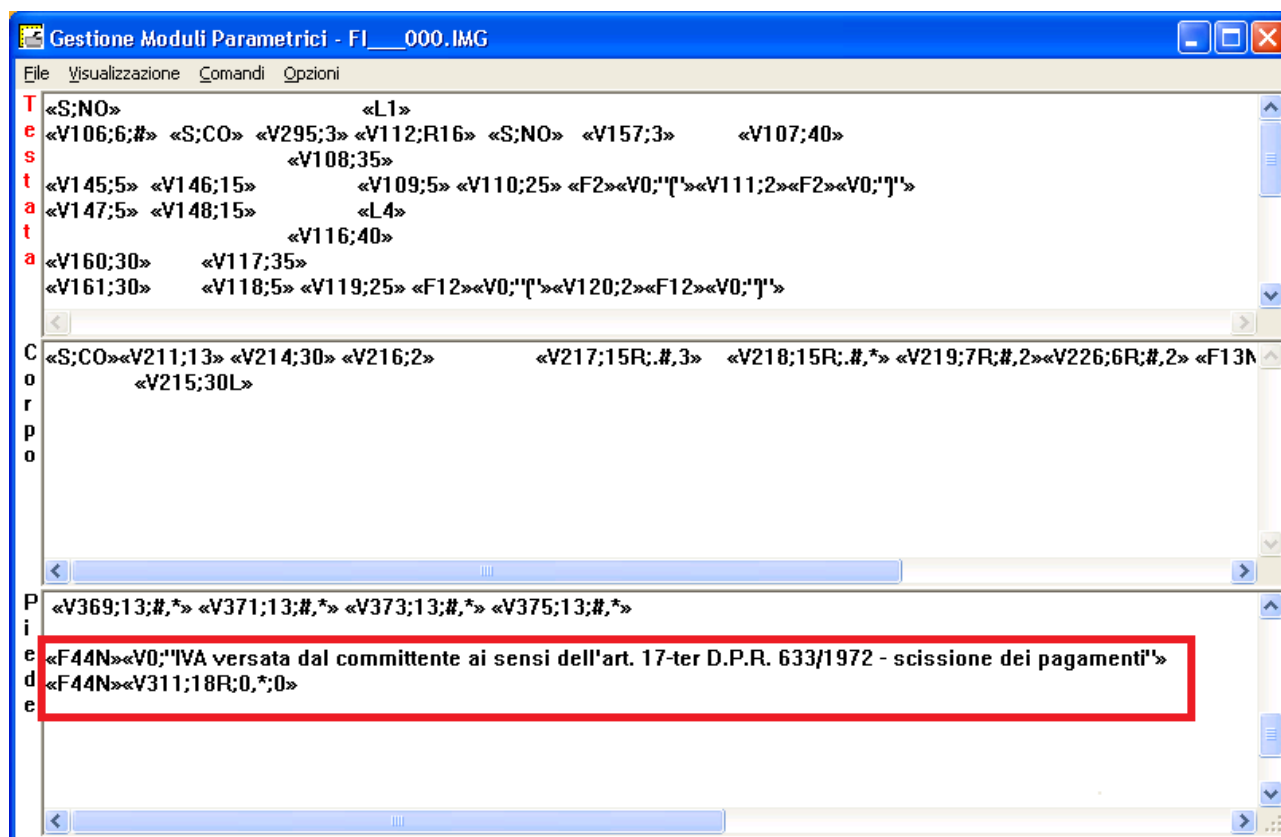 Gestione Moduli Parametrici - FI___000.IMG
File Visualizzazione Comandi Opzioni
Testata
«S;NO» «L1»
«V106;6;#» «S;CO» «V295;3» «V112;R16» «S;NO» «V157;3» «V107;40»
«V108;35»
«V145;5» «V146;15» «V109;5» «V110;25» «F2»«V0;"["»«V111;2»«F2»«V0;"]"»
«V147;5» «V148;15» «L4»
«V116;40»
«V160;30» «V117;35»
«V161;30» «V118;5» «V119;25» «F12»«V0;"["»«V120;2»«F12»«V0;"]"»
Corpo
«S;CO»«V211;13» «V214;30» «V216;2» «V217;15R;.#,3» «V218;15R;.#,*» «V219;7R;#,2»«V226;6R;#,2» «F13N
«V215;30L»
Piede
«V369;13;#,*» «V371;13;#,*» «V373;13;#,*» «V375;13;#,*»
«F44N»«V0;"IVA versata dal committente ai sensi dell'art. 17-ter D.P.R. 633/1972 - scissione dei pagamenti"»
«F44N»«V311;18R;0,*;0»